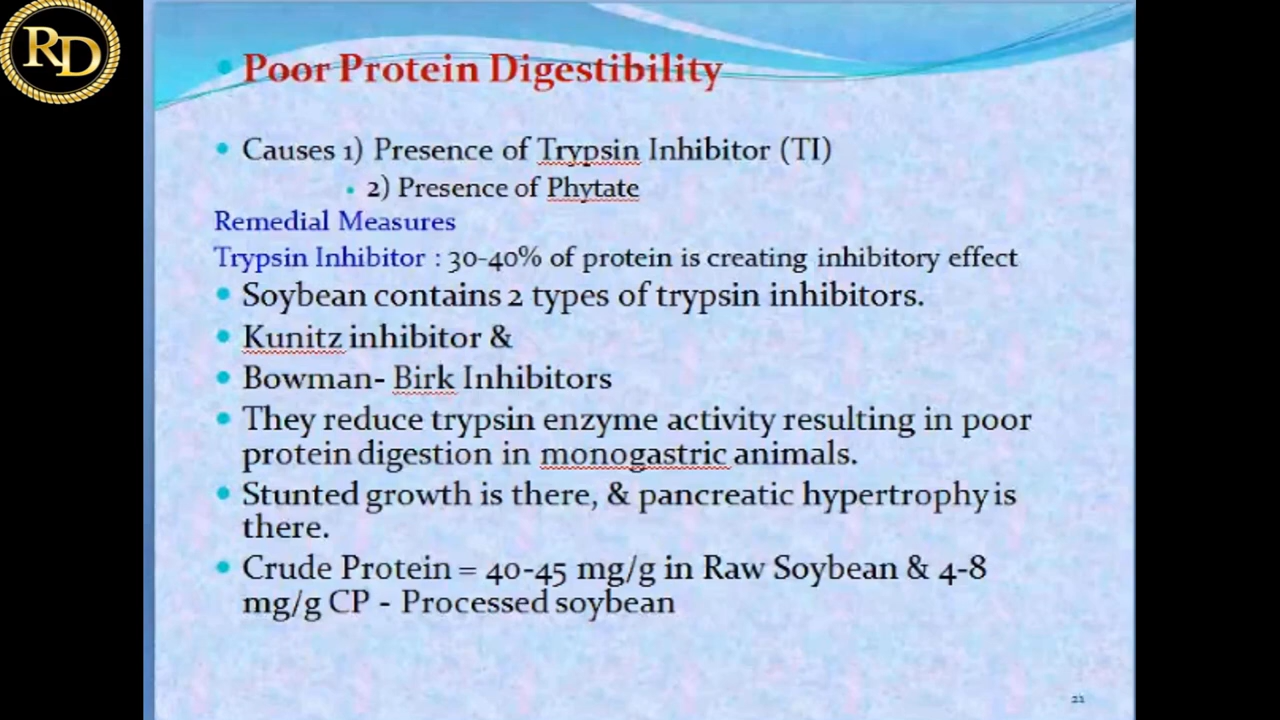 RD
Poor Protein Digestibility
Causes 1) Presence of Trypsin Inhibitor (TI)
2) Presence of Phytate
Remedial Measures
Trypsin Inhibitor : 30-40% of protein is creating inhibitory effect
Soybean contains 2 types of trypsin inhibitors.
Kunitz inhibitor &
Bowman- Birk Inhibitors
They reduce trypsin enzyme activity resulting in poor
protein digestion in monogastric animals.
Stunted growth is there, & pancreatic hypertrophy is
there.
Crude Protein = 40-45 mg/g in Raw Soybean & 4-8
mg/g CP - Processed soybean